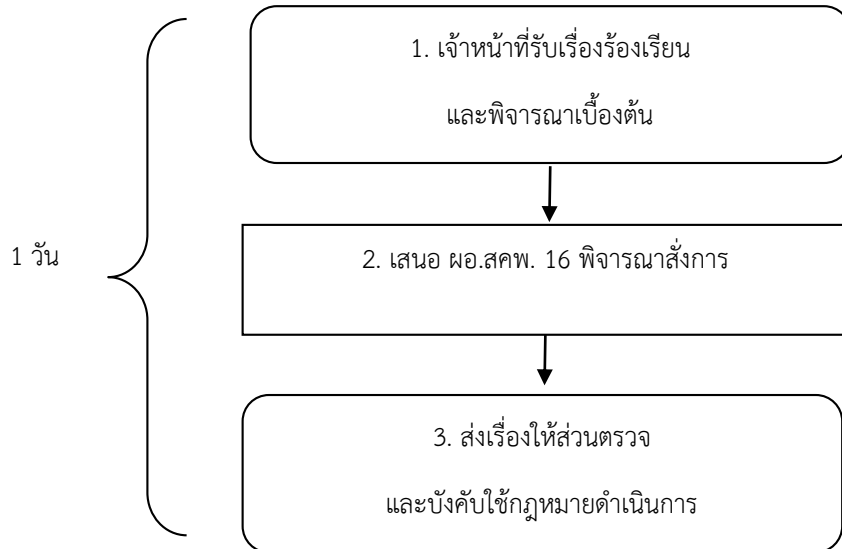 1. เจ้าหน้าที่รับเรื่องร้องเรียน
และพิจารณาเบื้องต้น
1 วัน
2. เสนอ ผอ.สคพ. 16 พิจารณาสั่งการ
3. ส่งเรื่องให้ส่วนตรวจ
และบังคับใช้กฎหมายดำเนินการ